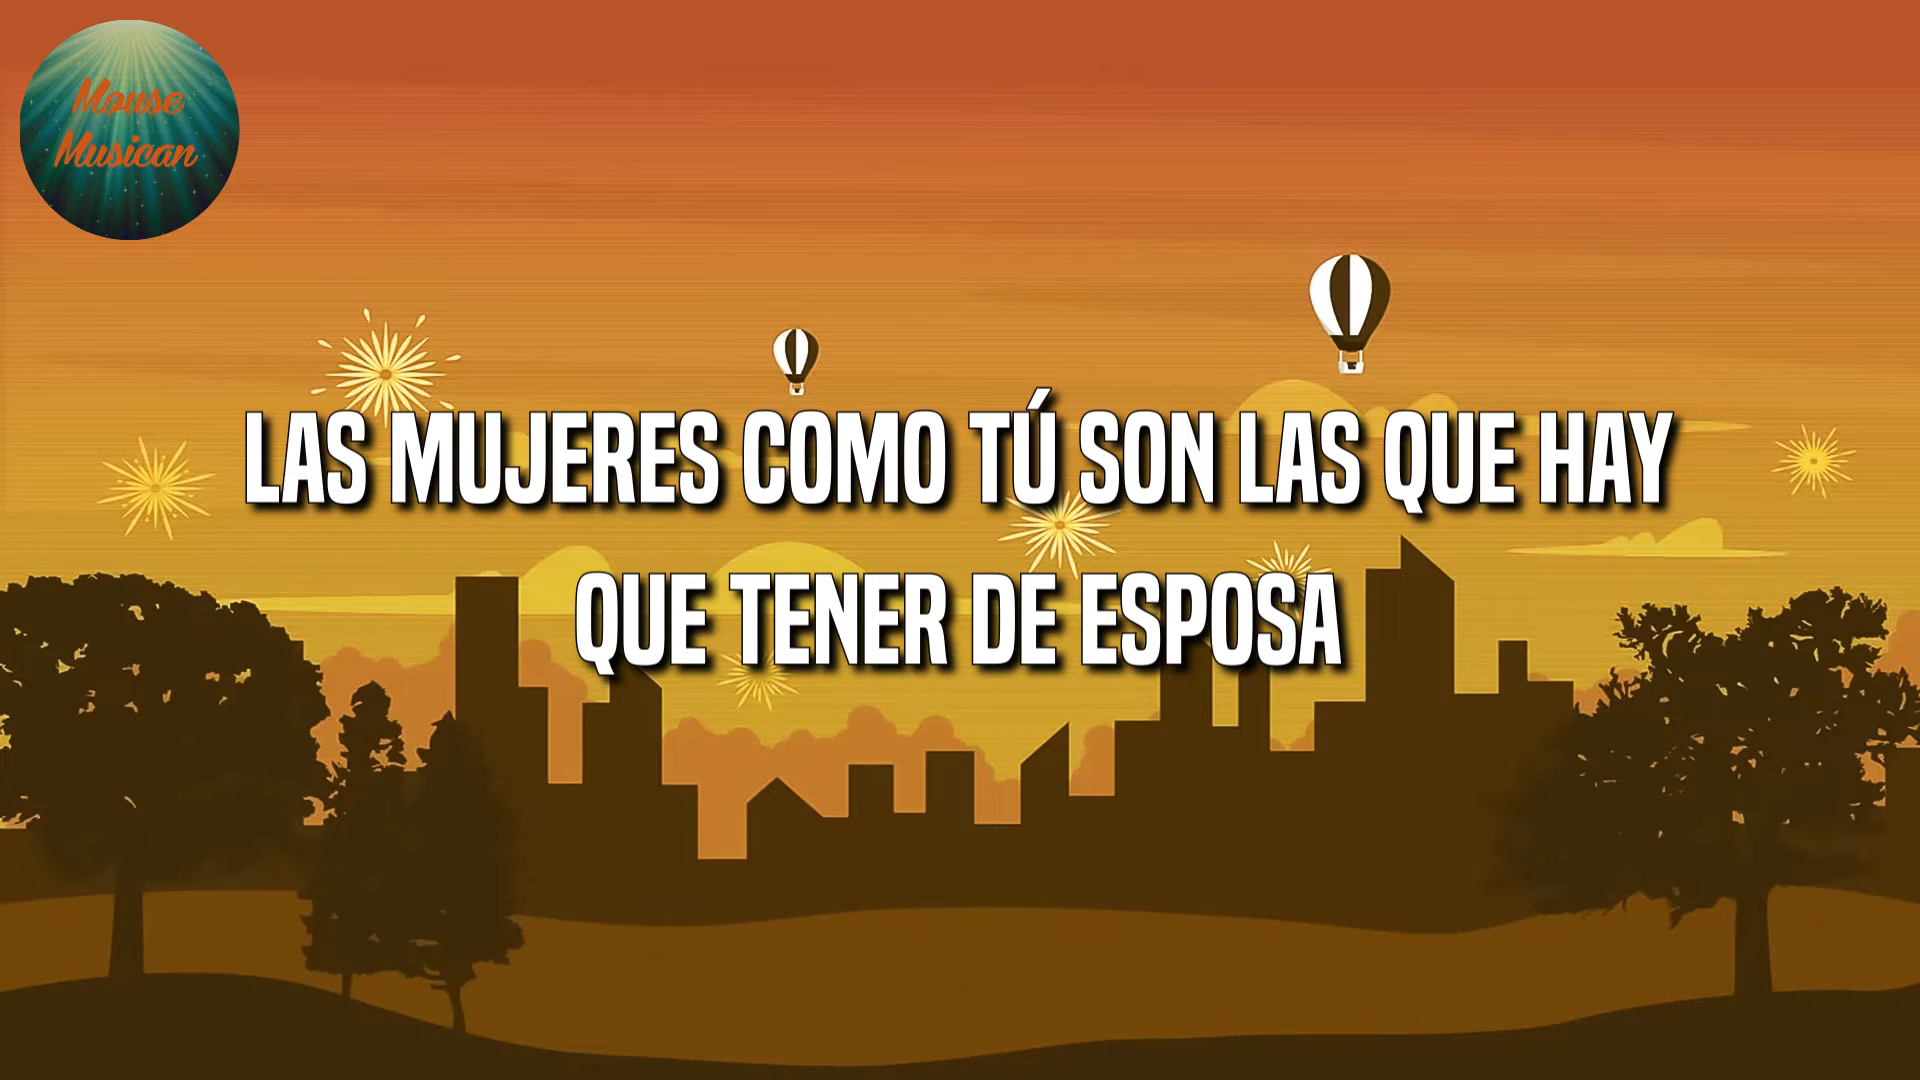 Mouse
Musican
LAS MUJERES COMO TÚ SON LAS QUE HAY
QUE TENER DE ESPOSA